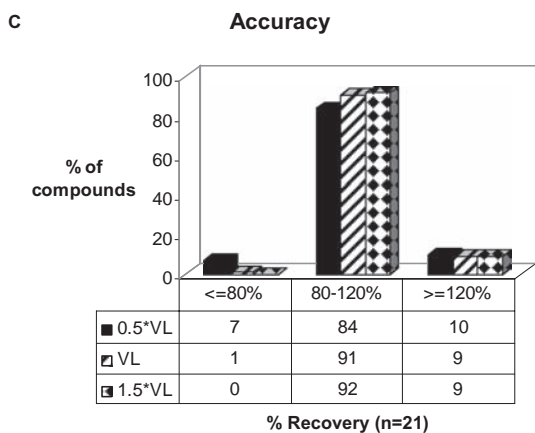 C
Accuracy
100
80
60
40
20
0
% of
compounds
<=80% 80-120% >=120%
0.5*VL 7 84 10
VL 1 91 9
1.5*VL 0 92 9
% Recovery (n=21)